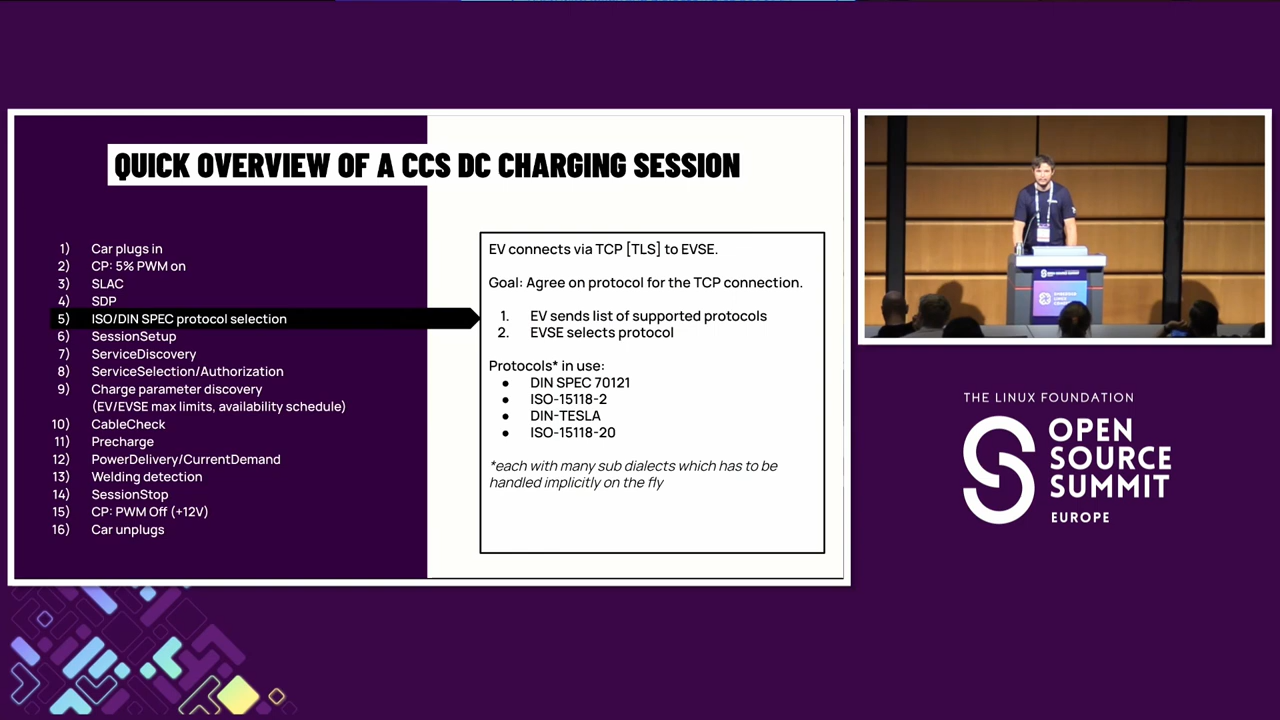 QUICK OVERVIEW OF A CCS DC CHARGING SESSION
1) Car plugs in
2) CP: 5% PWM on
3) SLAC
4) SDP
5) ISO/DIN SPEC protocol selection
6) SessionSetup
7) ServiceDiscovery
8) ServiceSelection/Authorization
9) Charge parameter discovery
(EV/EVSE max limits, availability schedule)
10) CableCheck
11) Precharge
12) PowerDelivery/CurrentDemand
13) Welding detection
14) SessionStop
15) CP: PWM Off (+12V)
16) Car unplugs
EV connects via TCP [TLS] to EVSE.
Goal: Agree on protocol for the TCP connection.
1. EV sends list of supported protocols
2. EVSE selects protocol
Protocols* in use:
● DIN SPEC 70121
● ISO-15118-2
● DIN-TESLA
● ISO-15118-20
*each with many sub dialects which has to be
handled implicitly on the fly
THE LINUX FOUNDATION
OPEN
SOURCE
SUMMIT
EUROPE